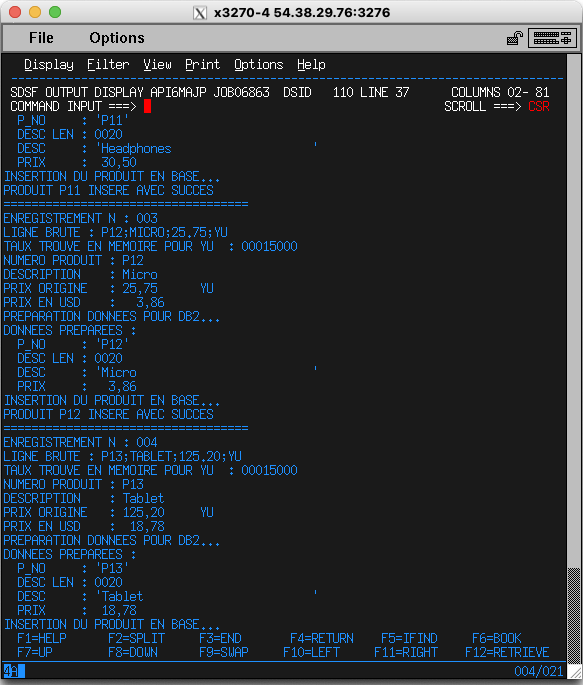 x3270-4 54.38.29.76:3276
File Options
Display Filter View Print Options Help
SDSF OUTPUT DISPLAY API6MAJP JOB06863 DSID 110 LINE 37 COLUMNS 02- 81
COMMAND INPUT ===> SCROLL ===> CSR
P_NO : 'P11'
DESC LEN : 0020
DESC : 'Headphones '
PRIX : 30,50
INSERTION DU PRODUIT EN BASE...
PRODUIT P11 INSERE AVEC SUCCES
===================================
ENREGISTREMENT N : 003
LIGNE BRUTE : P12;MICRO;25.75;YU
TAUX TROUVE EN MEMOIRE POUR YU : 00015000
NUMERO PRODUIT : P12
DESCRIPTION : Micro
PRIX ORIGINE : 25,75 YU
PRIX EN USD : 3,86
PREPARATION DONNEES POUR DB2...
DONNEES PREPAREES :
P_NO : 'P12'
DESC LEN : 0020
DESC : 'Micro '
PRIX : 3,86
INSERTION DU PRODUIT EN BASE...
PRODUIT P12 INSERE AVEC SUCCES
===================================
ENREGISTREMENT N : 004
LIGNE BRUTE : P13;TABLET;125.20;YU
TAUX TROUVE EN MEMOIRE POUR YU : 00015000
NUMERO PRODUIT : P13
DESCRIPTION : Tablet
PRIX ORIGINE : 125,20 YU
PRIX EN USD : 18,78
PREPARATION DONNEES POUR DB2...
DONNEES PREPAREES :
P_NO : 'P13'
DESC LEN : 0020
DESC : 'Tablet '
PRIX : 18,78
INSERTION DU PRODUIT EN BASE...
F1=HELP F2=SPLIT F3=END F4=RETURN F5=IFIND F6=BOOK
F7=UP F8=DOWN F9=SWAP F10=LEFT F11=RIGHT F12=RETRIEVE
4A 004/021